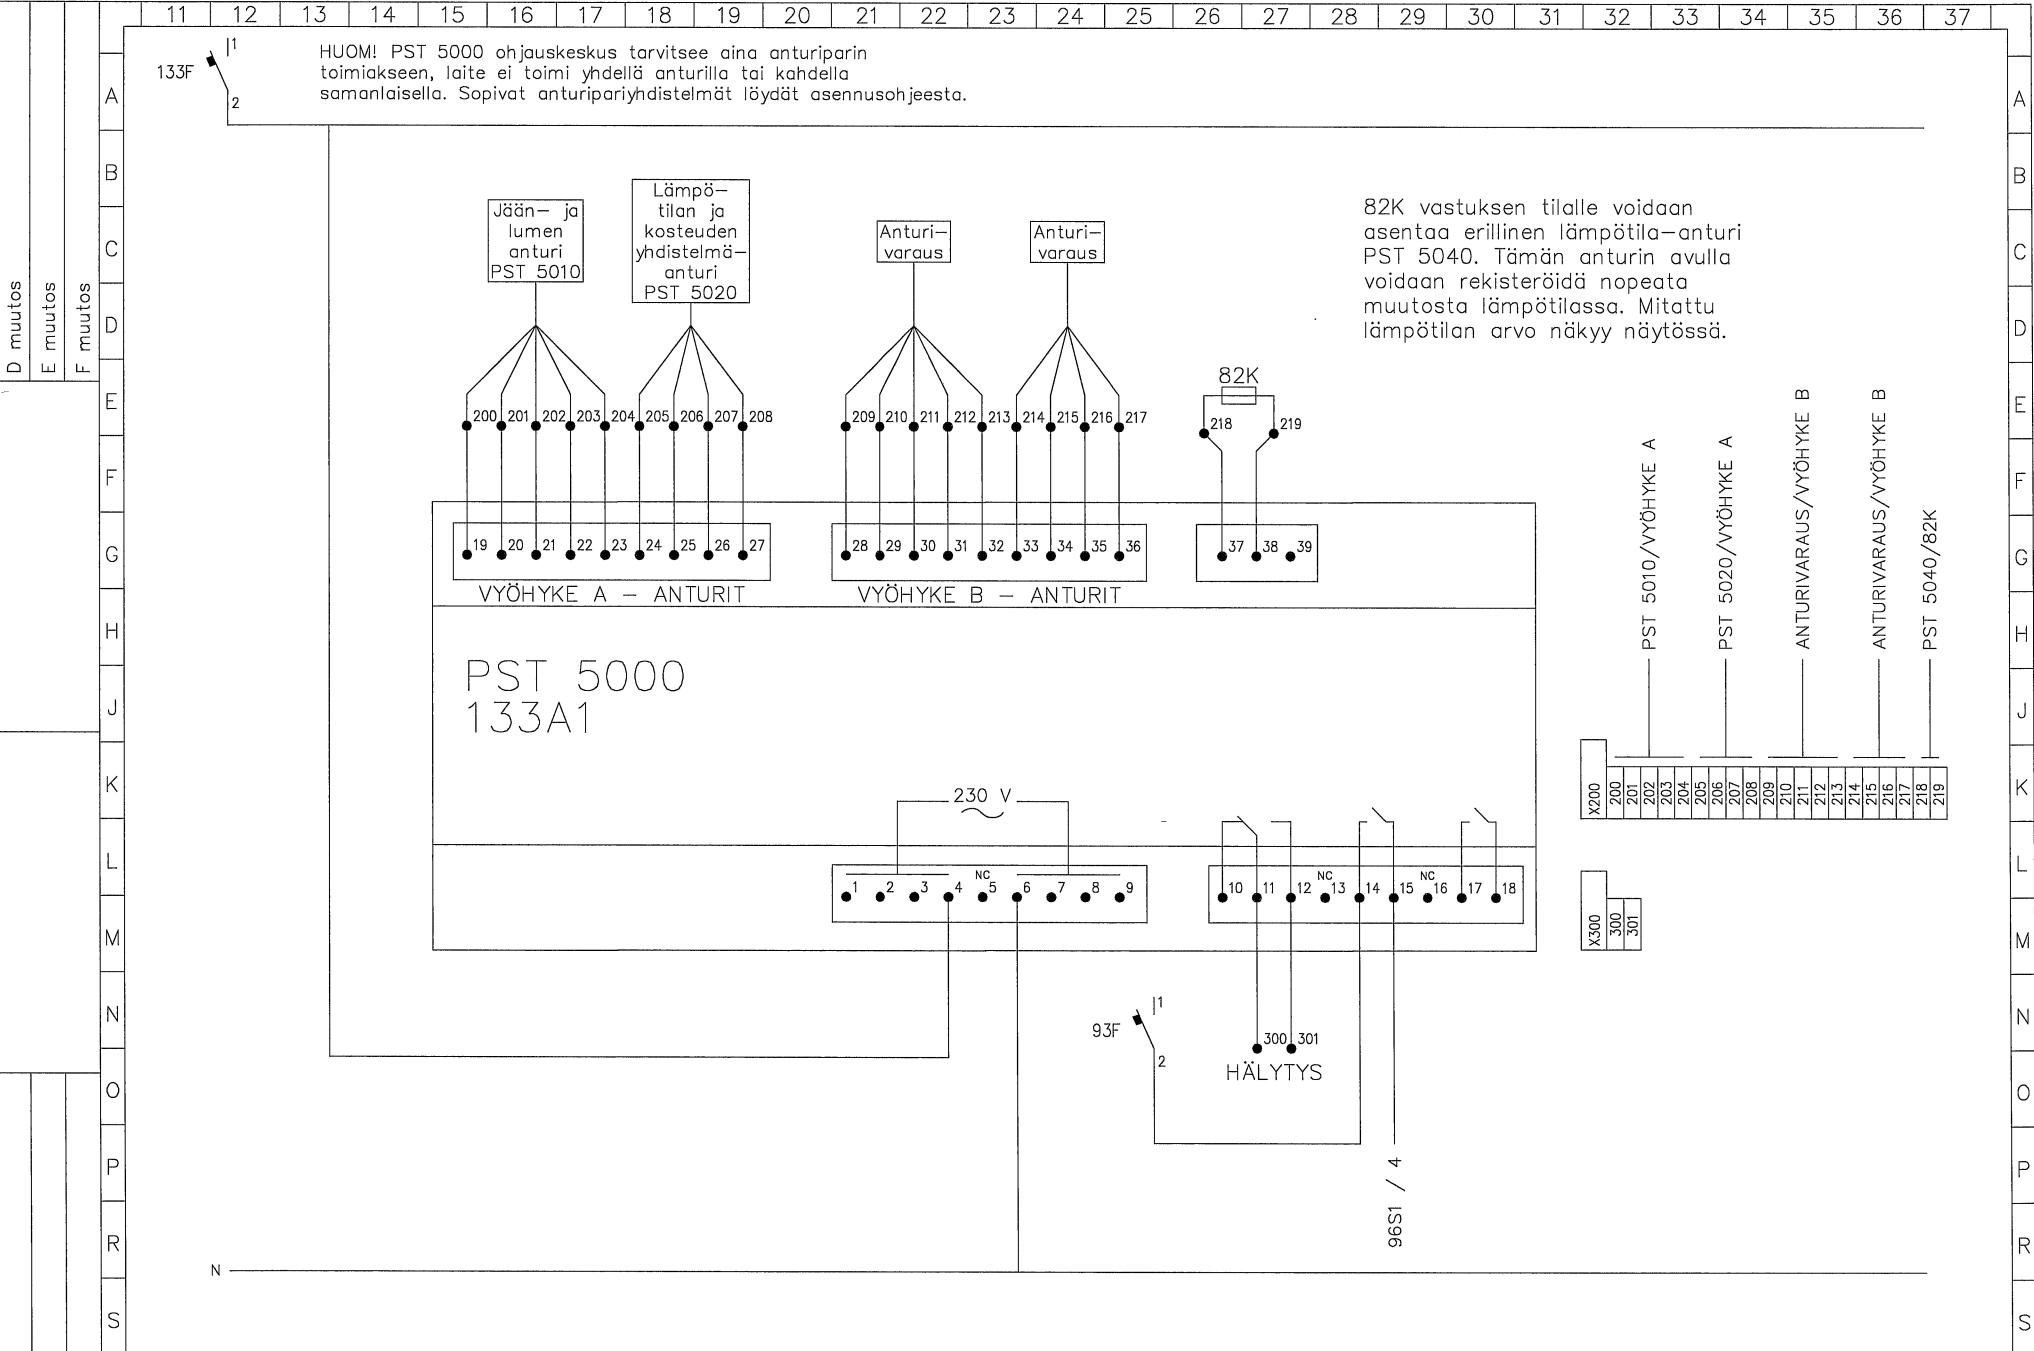 11 12 13 14 15 16 17 18 19 20 21 22 23 24 25 26 27 28 29 30 31 32 33 34 35 36 37
HUOM! PST 5000 ohjauskeskus tarvitsee aina anturiparin
toimiakseen, laite ei toimi yhdellä anturilla tai kahdella
samanlaisella. Sopivat anturipariyhdistelmät löydät asennusohjeesta.
133F
1
2
A
B
C
D
E
F
G
H
J
K
L
M
N
O
P
R
S
D muutos
E muutos
F muutos
Jään– ja
lumen
anturi
PST 5010
Lämpö–
tilan ja
kosteuden
yhdistelmä–
anturi
PST 5020
Anturi–
varaus
Anturi–
varaus
82K vastuksen tilalle voidaan
asentaa erillinen lämpötila–anturi
PST 5040. Tämän anturin avulla
voidaan rekisteröidä nopeata
muutosta lämpötilassa. Mitattu
lämpötilan arvo näkyy näytössä.
82K
200 201 202 203 204 205 206 207 208
209 210 211 212 213 214 215 216 217
218 219
19 20 21 22 23 24 25 26 27
28 29 30 31 32 33 34 35 36
37 38 39
VYÖHYKE A – ANTURIT
VYÖHYKE B – ANTURIT
PST 5000
133A1
230 V
1 2 3 4 NC 5 6 7 8 9
10 11 12 NC 13 14 15 NC 16 17 18
PST 5010/VYÖHYKE A
PST 5020/VYÖHYKE A
ANTURIVARAUS/VYÖHYKE B
ANTURIVARAUS/VYÖHYKE B
PST 5040/82K
X200 200 201 202 203 204 205 206 207 208 209 210 211 212 213 214 215 216 217 218 219
X300 300 301
93F
1
2
300 301
HÄLYTYS
96S1 / 4
N
A
B
C
D
E
F
G
H
J
K
L
M
N
O
P
R
S